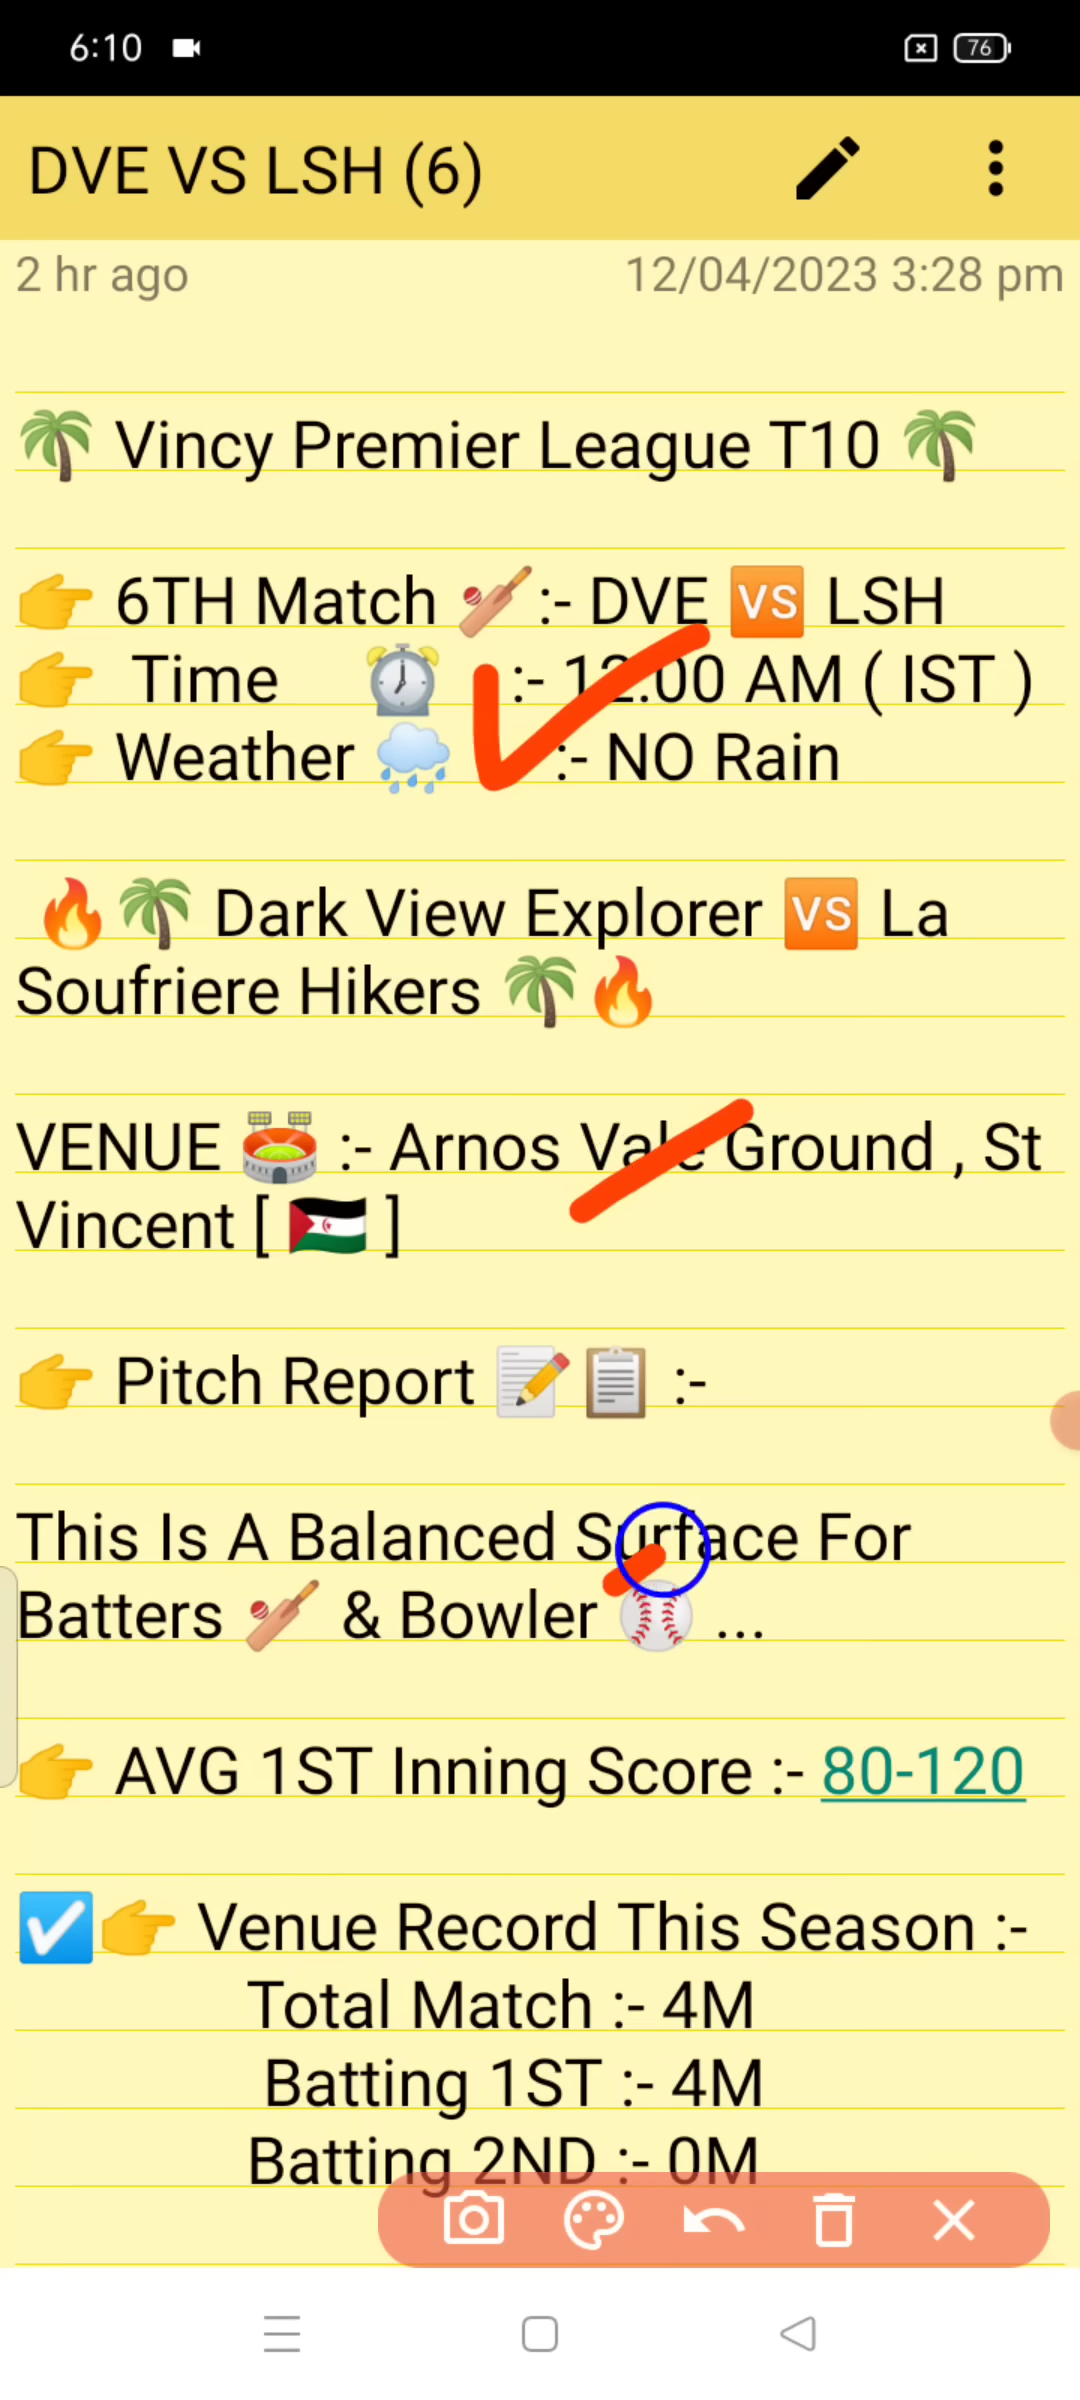 6:10
76
DVE VS LSH (6)
2 hr ago 12/04/2023 3:28 pm
🌴 Vincy Premier League T10 🌴
👉 6TH Match 🏏 :- DVE 🆚 LSH
👉 Time ⏰ :- 12:00 AM ( IST )
👉 Weather 🌧️ :- NO Rain
🔥🌴 Dark View Explorer 🆚 La
Soufriere Hikers 🌴🔥
VENUE 🏟️ :- Arnos Vale Ground , St
Vincent [ 🇪🇭 ]
👉 Pitch Report 📝📋 :-
This Is A Balanced Surface For
Batters 🏏 & Bowler ⚾ ...
👉 AVG 1ST Inning Score :- 80-120
☑️👉 Venue Record This Season :-
Total Match :- 4M
Batting 1ST :- 4M
Batting 2ND :- 0M